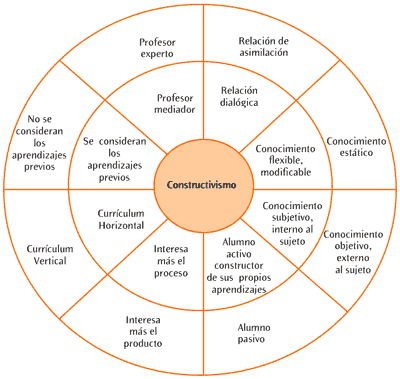 Profesor
experto
Relación de
asimilación
Conocimiento
estático
Conocimiento
objetivo,
externo
al sujeto
Alumno
pasivo
Interesa
más el
producto
Currículum
Vertical
No se
consideran
los
aprendizajes
previos
Profesor
mediador
Relación
dialógica
Conocimiento
flexible,
modificable
Conocimiento
subjetivo,
interno al
sujeto
Alumno
activo
constructor
de sus propios
aprendizajes
Interesa
más el
proceso
Currículum
Horizontal
Se consideran
los
aprendizajes
previos
Constructivismo